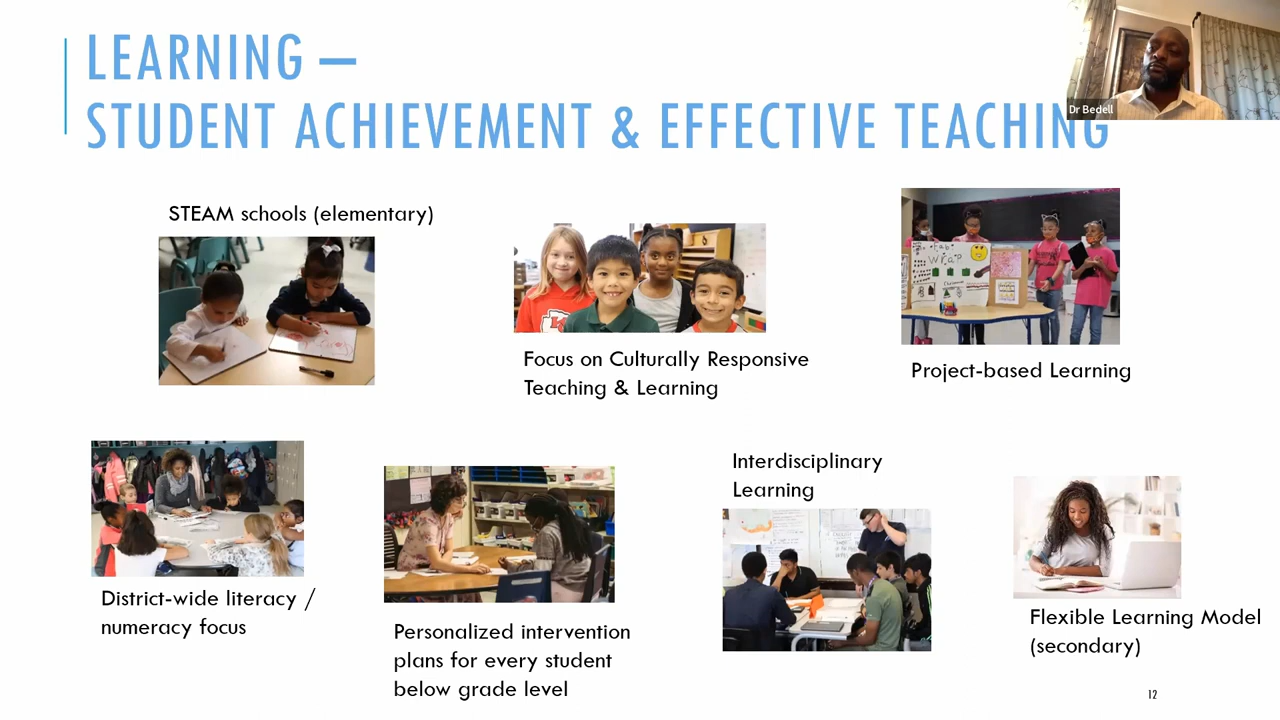 LEARNING –
STUDENT ACHIEVEMENT & EFFECTIVE TEACHING
Dr Bedell
STEAM schools (elementary)
Focus on Culturally Responsive
Teaching & Learning
Project-based Learning
District-wide literacy /
numeracy focus
Personalized intervention
plans for every student
below grade level
Interdisciplinary
Learning
Flexible Learning Model
(secondary)
12